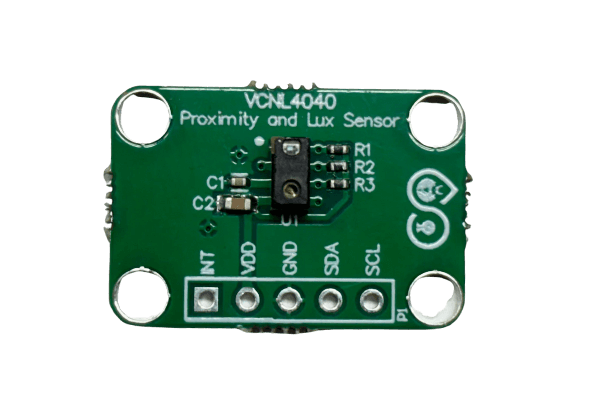 VCNL4040
Proximity and Lux Sensor
R1
R2
C1 R3
C2
U1
INT VDD GND SDA SCL
P1